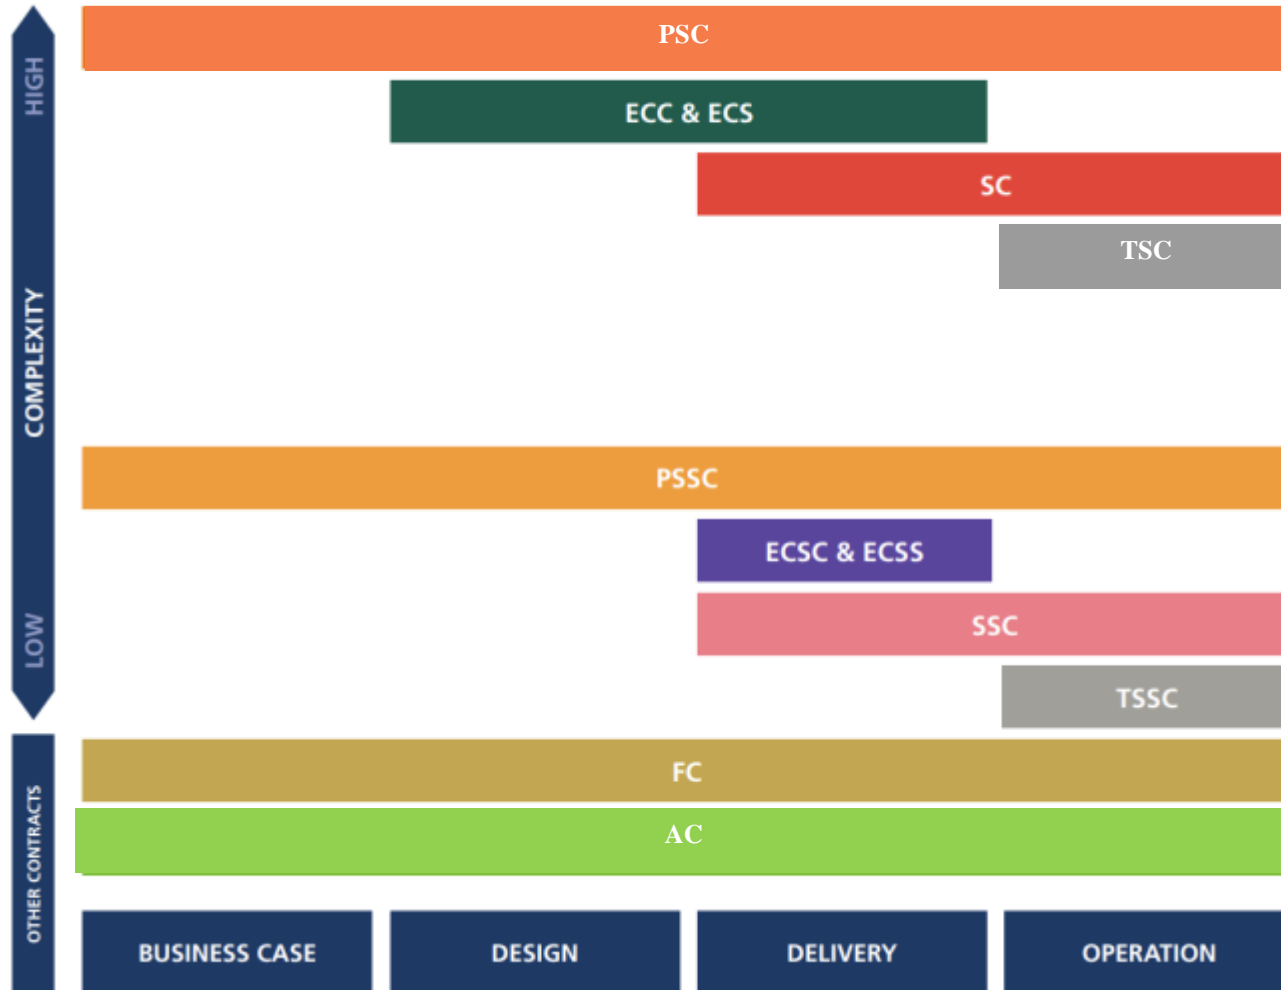 HIGH
COMPLEXITY
LOW
OTHER CONTRACTS
PSC
ECC & ECS
SC
TSC
PSSC
ECSC & ECSS
SSC
TSSC
FC
AC
BUSINESS CASE
DESIGN
DELIVERY
OPERATION